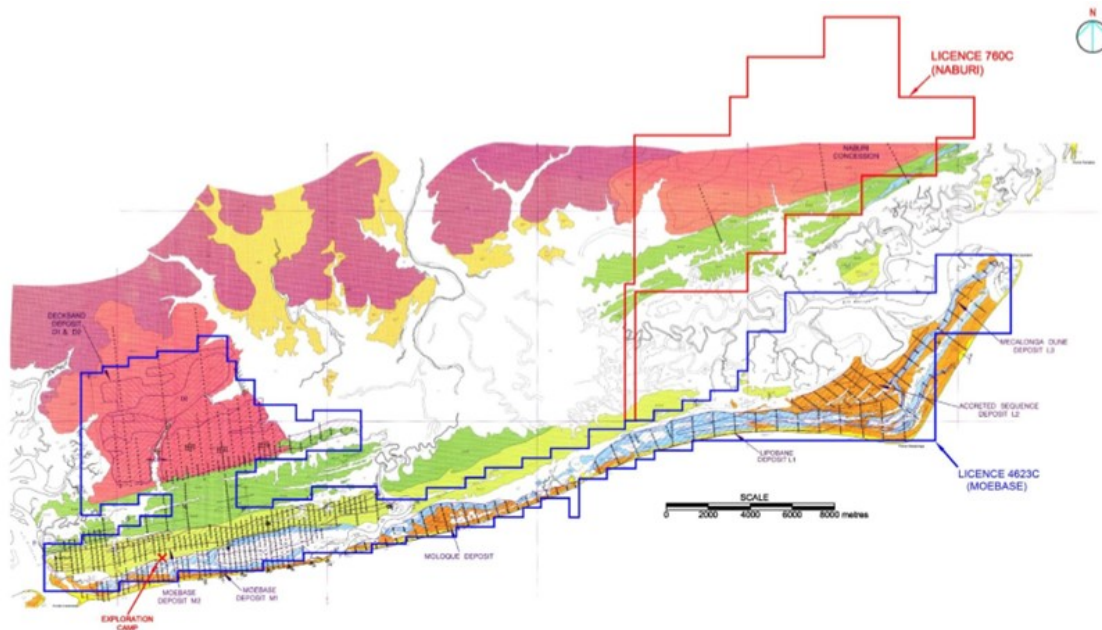 N
LICENCE 760C
(NABURI)
NABURI
CONCESSION
DECKSAND
DEPOSIT
D1 & D2
MECALONGA DUNE
DEPOSIT L3
ACCRETED SEQUENCE
DEPOSIT L2
LIPOBANE
DEPOSIT L1
LICENCE 4623C
(MOEBASE)
SCALE
0 2000 4000 6000 8000 metres
MOLOQUE DEPOSIT
MOEBASE
DEPOSIT M1
MOEBASE
DEPOSIT M2
EXPLORATION
CAMP